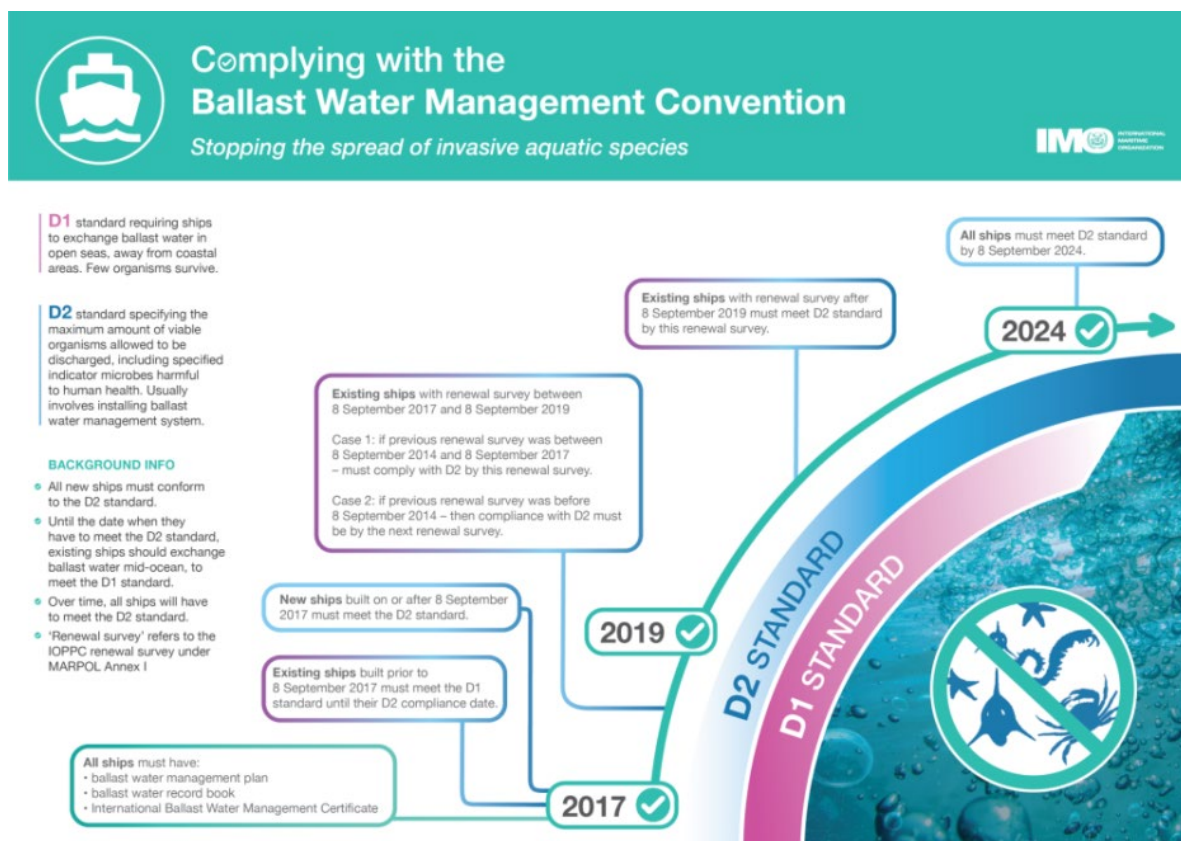 Complying with the
Ballast Water Management Convention
Stopping the spread of invasive aquatic species
IMO
INTERNATIONAL
MARITIME
ORGANIZATION
D1 standard requiring ships
to exchange ballast water in
open seas, away from coastal
areas. Few organisms survive.
D2 standard specifying the
maximum amount of viable
organisms allowed to be
discharged, including specified
indicator microbes harmful
to human health. Usually
involves installing ballast
water management system.
BACKGROUND INFO
All new ships must conform
to the D2 standard.
Until the date when they
have to meet the D2 standard,
existing ships should exchange
ballast water mid-ocean, to
meet the D1 standard.
Over time, all ships will have
to meet the D2 standard.
‘Renewal survey’ refers to the
IOPPC renewal survey under
MARPOL Annex I
All ships must meet D2 standard
by 8 September 2024.
2024
Existing ships with renewal survey after
8 September 2019 must meet D2 standard
by this renewal survey.
Existing ships with renewal survey between
8 September 2017 and 8 September 2019
Case 1: if previous renewal survey was between
8 September 2014 and 8 September 2017
– must comply with D2 by this renewal survey.
Case 2: if previous renewal survey was before
8 September 2014 – then compliance with D2 must
be by the next renewal survey.
2019
New ships built on or after 8 September
2017 must meet the D2 standard.
Existing ships built prior to
8 September 2017 must meet the D1
standard until their D2 compliance date.
All ships must have:
• ballast water management plan
• ballast water record book
• International Ballast Water Management Certificate
2017
D2 STANDARD
D1 STANDARD